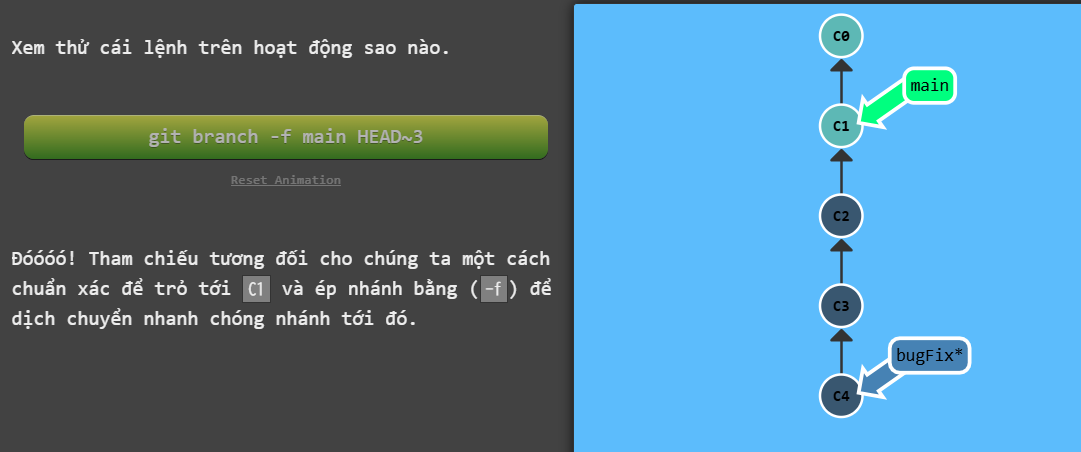 Xem thử cái lệnh trên hoạt động sao nào.
git branch -f main HEAD~3
Reset Animation
Đóóóó! Tham chiếu tương đối cho chúng ta một cách
chuẩn xác để trỏ tới C1 và ép nhánh bằng (-f) để
dịch chuyển nhanh chóng nhánh tới đó.
C0
main
C1
C2
C3
bugFix*
C4